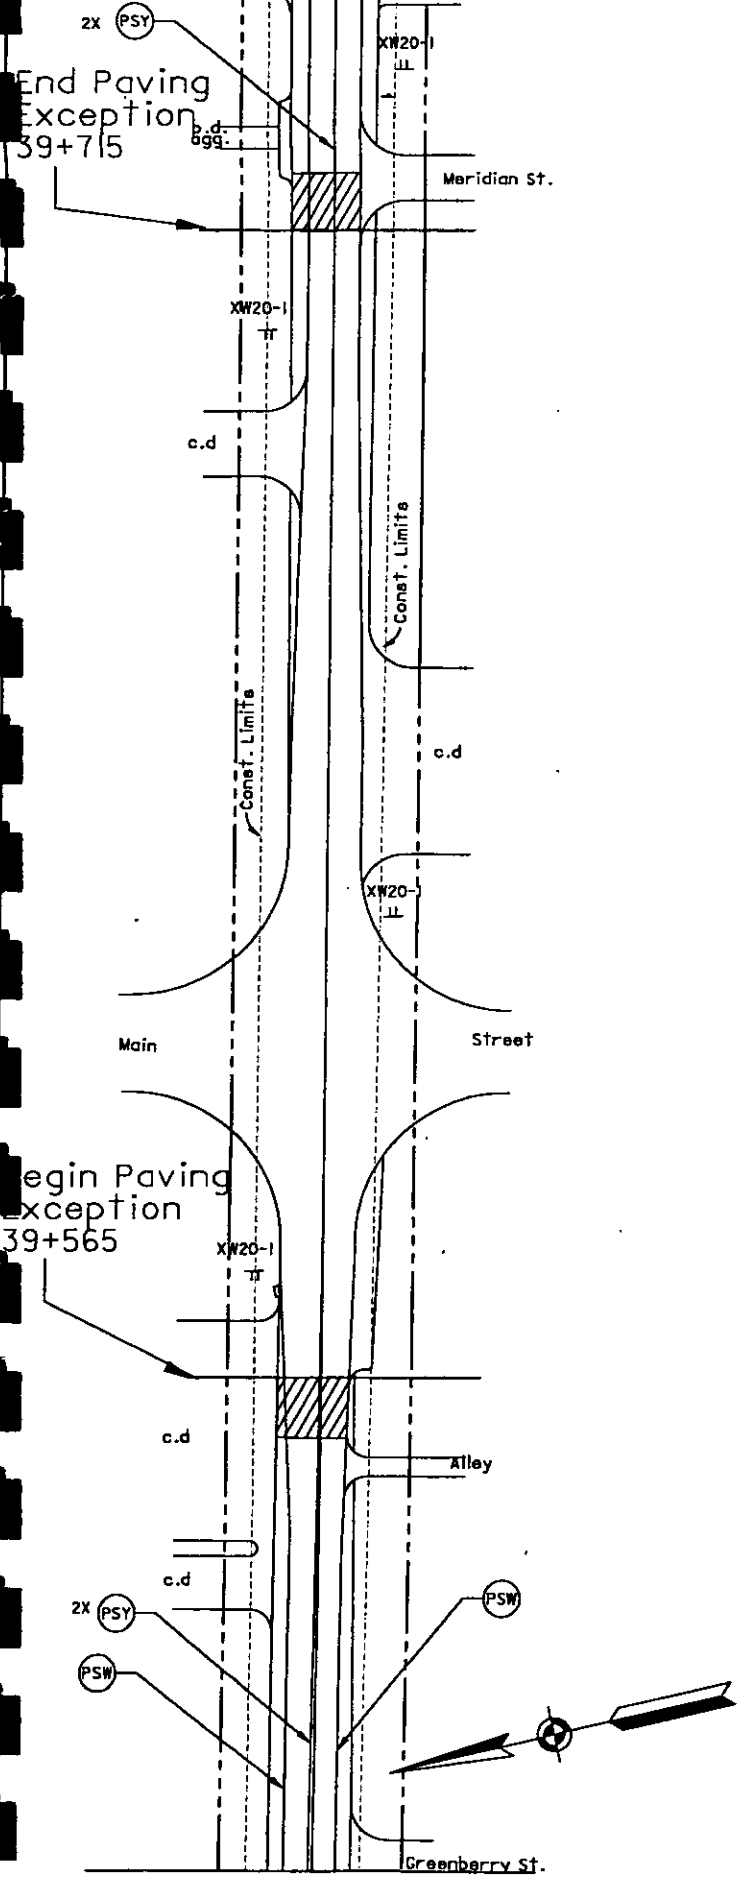 2X PSY
XW20-1
End Paving
Exception
39+715
p.d.
agg.
Meridian St.
XW20-1
c.d
Const. Limits
Const. Limits
c.d
XW20-1
Main Street
egin Paving
xception
39+565
XW20-1
c.d
Alley
c.d
2X PSY
PSW
PSW
Greenberry St.